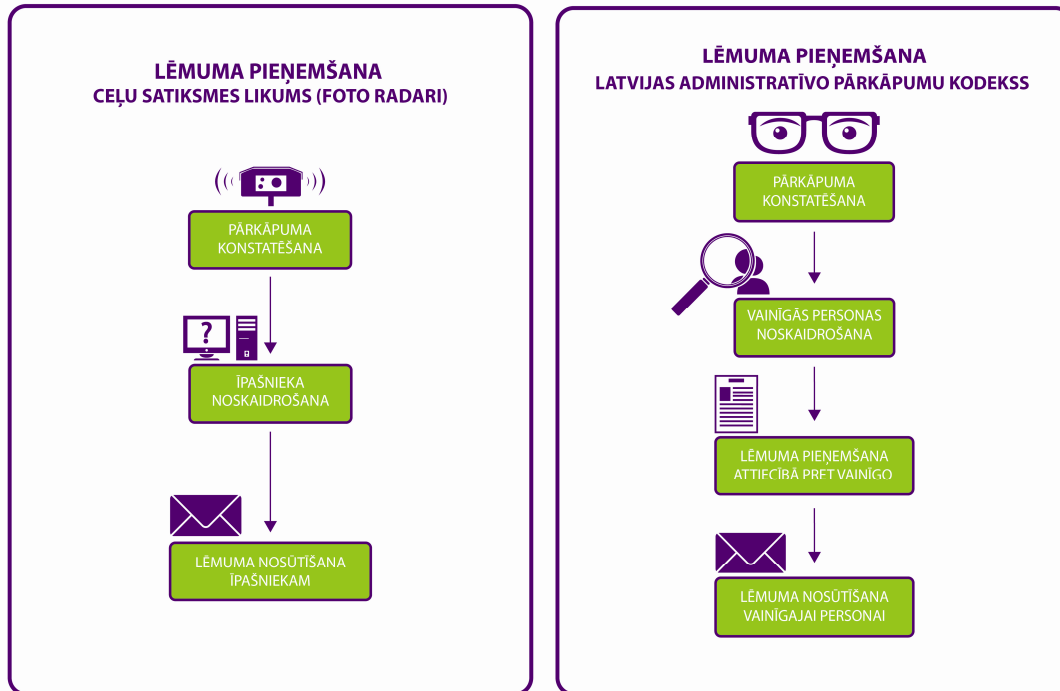 LĒMUMA PIEŅEMŠANA
CEĻU SATIKSMES LIKUMS (FOTO RADARI)
PĀRKĀPUMA
KONSTATĒŠANA
?
ĪPAŠNIEKA
NOSKAIDROŠANA
LĒMUMA NOSŪTĪŠANA
ĪPAŠNIEKAM
LĒMUMA PIEŅEMŠANA
LATVIJAS ADMINISTRATĪVO PĀRKĀPUMU KODEKSS
PĀRKĀPUMA
KONSTATĒŠANA
VAINĪGĀS PERSONAS
NOSKAIDROŠANA
LĒMUMA PIEŅEMŠANA
ATTIECĪBĀ PRET VAINĪGO
LĒMUMA NOSŪTĪŠANA
VAINĪGAJAI PERSONAI